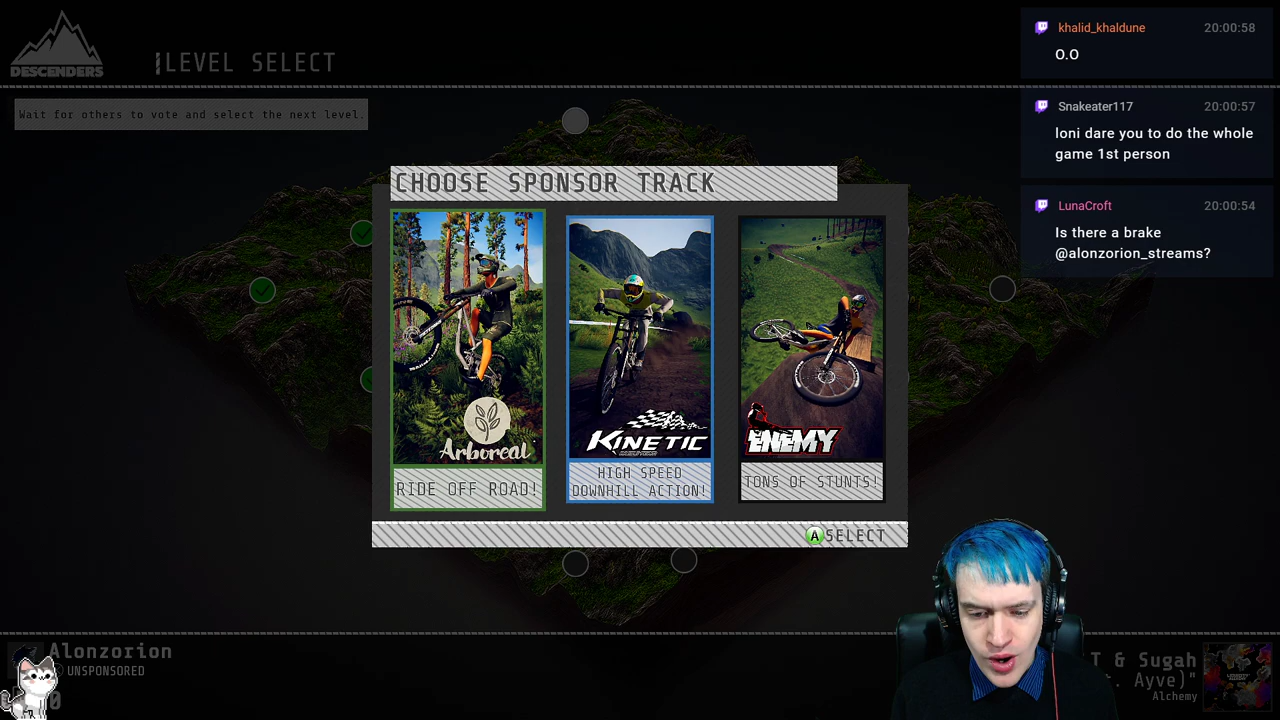 DESCENDERS
LEVEL SELECT
Wait for others to vote and select the next level.
CHOOSE SPONSOR TRACK
Arboreal
RIDE OFF ROAD!
KINETIC
HIGH SPEED
DOWNHILL ACTION!
ENEMY
TONS OF STUNTS!
A SELECT
khalid_khaldune 20:00:58
O.O
Snakeater117 20:00:57
loni dare you to do the whole
game 1st person
LunaCroft 20:00:54
Is there a brake
@alonzorion_streams?
Alonzorion
UNSPONSORED
T & Sugah
. Ayve)"
Alchemy